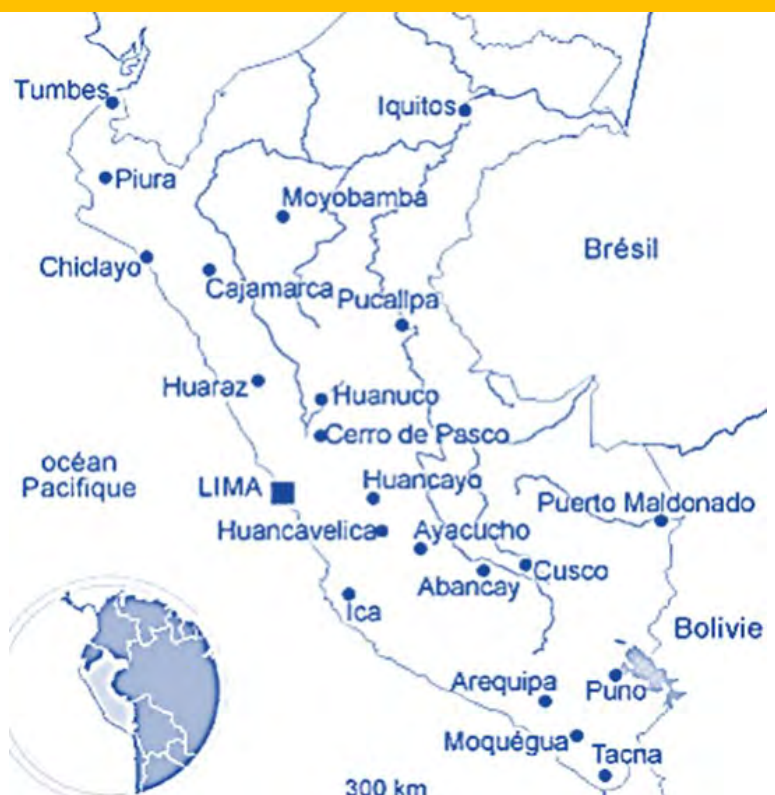 Tumbes
Iquitos
Piura
Moyobamba
Brésil
Chiclayo
Cajamarca
Pucallpa
Huaraz
Huanuco
Cerro de Pasco
océan
Pacifique
LIMA
Huancayo
Puerto Maldonado
Huancavelica
Ayacucho
Abancay
Cusco
Ica
Bolivie
Arequipa
Puno
Moquégua
Tacna
300 km